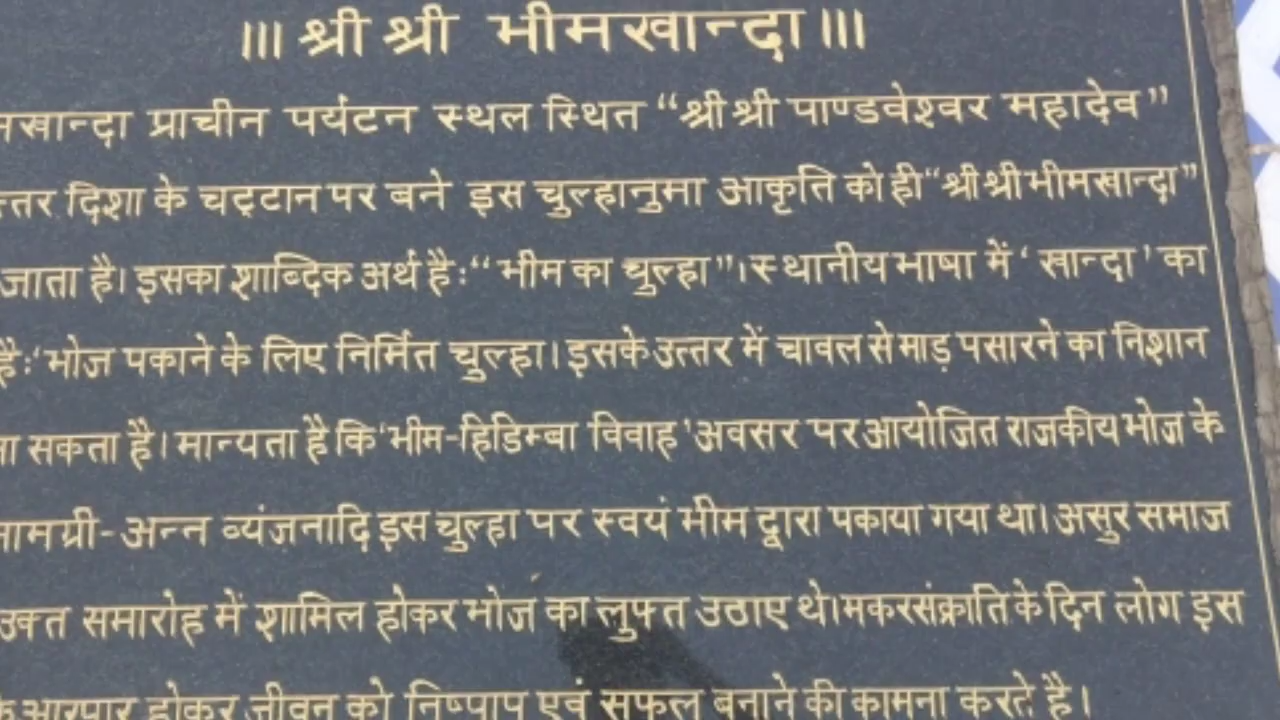 ॥। श्री श्री भीमखान्दा ॥।
मखान्दा प्राचीन पर्यटन स्थल स्थित “श्री श्री पाण्डवेश्वर महादेव”
त्तर दिशा के चट्टान पर बने इस चुल्हानुमा आकृति को ही “श्री श्री भीमखान्दा”
जाता है। इसका शाब्दिक अर्थ है: “भीम का चुल्हा”। स्थानीय भाषा में ‘ खान्दा ’ का
है: ‘भोज पकाने के लिए निर्मित चुल्हा। इसके उत्तर में चावल से माड़ पसारने का निशान
सकता है। मान्यता है कि ‘भीम-हिडिम्बा विवाह ’ अवसर पर आयोजित राजकीय भोज के
अन्न व्यंजनादि इस चुल्हा पर स्वयं भीम द्वारा पकाया गया था। असुर समाज
उक्त समारोह में शामिल होकर भोज का लुफ्त उठाए थे। मकरसंक्राति के दिन लोग इस
आरपार होकर जीवन को निष्पाप एवं सफल बनाने की कामना करते है।